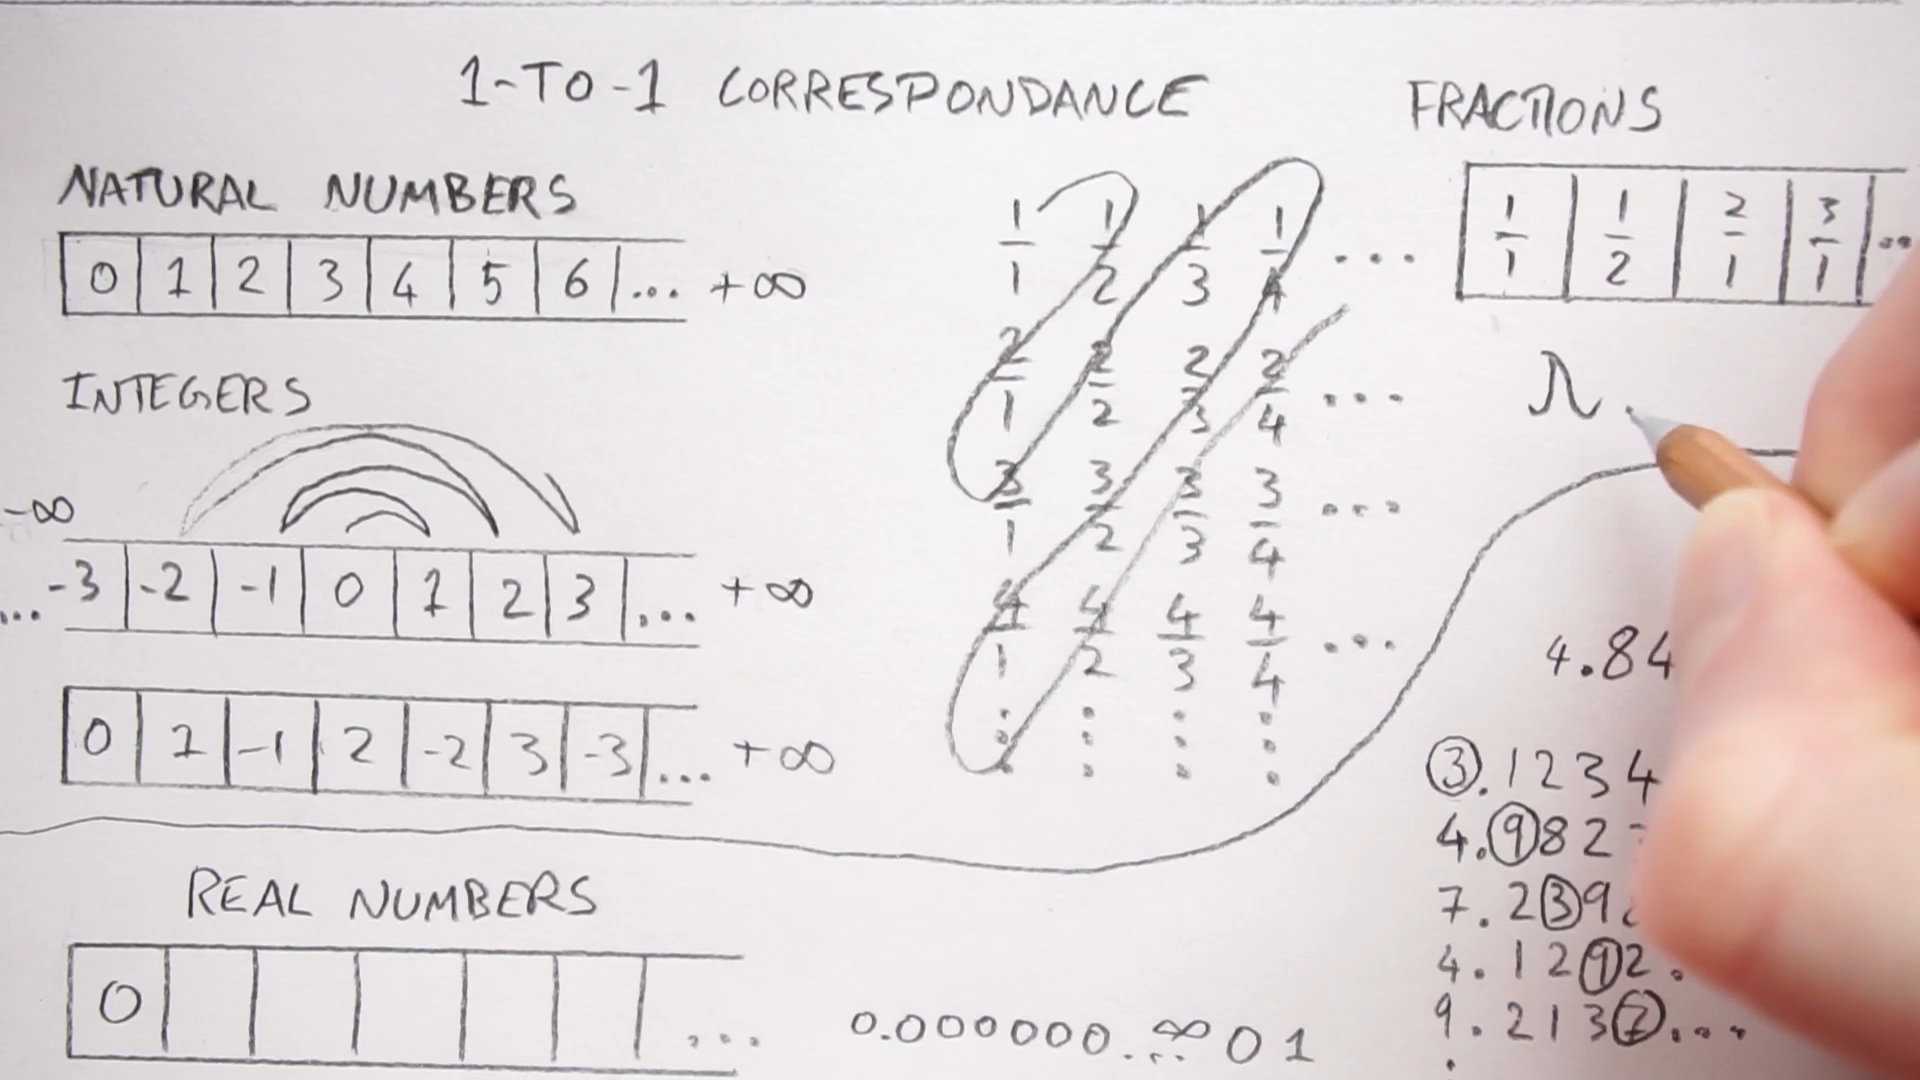 1-TO-1 CORRESPONDANCE
FRACTIONS
NATURAL NUMBERS
0 1 2 3 4 5 6 ... +∞
INTEGERS
-∞
... -3 -2 -1 0 1 2 3 ... +∞
0 1 -1 2 -2 3 -3 ... +∞
1/1 1/2 1/3 1/4 ...
2/1 2/2 2/3 2/4 ...
3/1 3/2 3/3 3/4 ...
4/1 4/2 4/3 4/4 ...
1/1 1/2 2/1 3/1 ...
4.84
3.1234
4.982
7.239
4.1292.
9.2137...
REAL NUMBERS
0 ...
0.000000...∞01